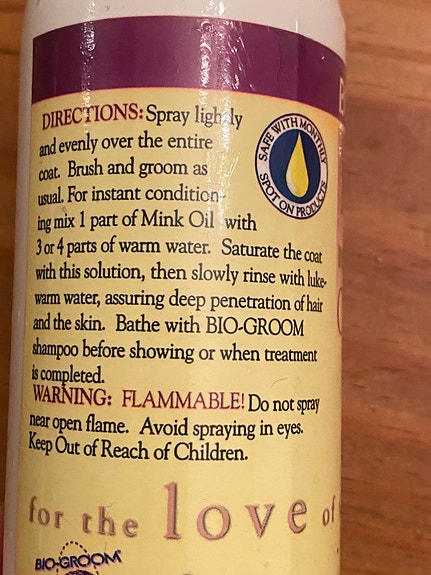 DIRECTIONS: Spray lightly
and evenly over the entire
coat. Brush and groom as
usual. For instant condition-
ing mix 1 part of Mink Oil with
3 or 4 parts of warm water. Saturate the coat
with this solution, then slowly rinse with luke-
warm water, assuring deep penetration of hair
and the skin. Bathe with BIO-GROOM
shampoo before showing or when treatment
is completed.
WARNING: FLAMMABLE! Do not spray
near open flame. Avoid spraying in eyes.
Keep Out of Reach of Children.
SAFE WITH MONTHLY
SPOT ON PRODUCTS
for the love of
BIO-GROOM